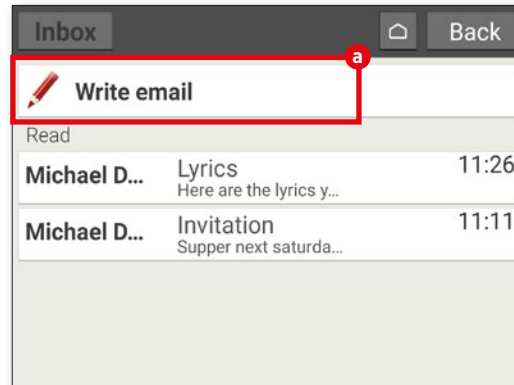 Inbox
Back
a
Write email
Read
Michael D...
Lyrics
11:26
Here are the lyrics y...
Michael D...
Invitation
11:11
Supper next saturda...